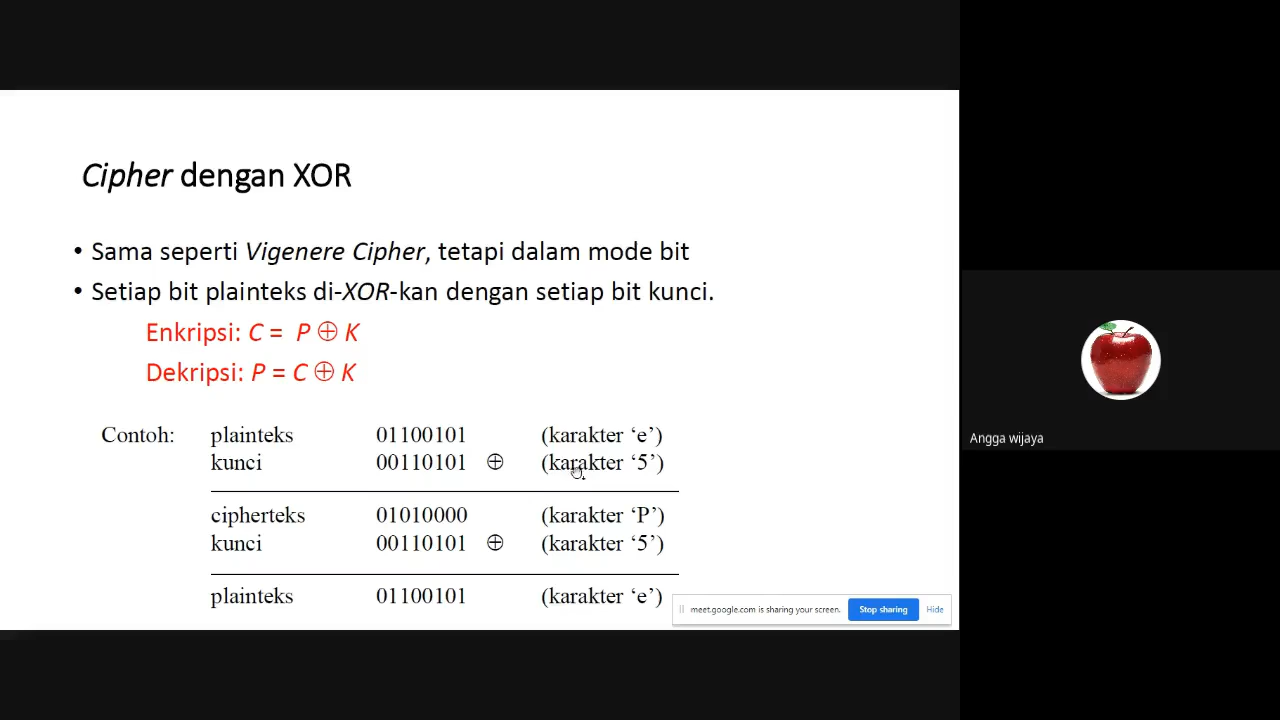 Cipher dengan XOR
• Sama seperti Vigenere Cipher, tetapi dalam mode bit
• Setiap bit plainteks di-XOR-kan dengan setiap bit kunci.
Enkripsi: C = P ⊕ K
Dekripsi: P = C ⊕ K
Contoh: plainteks 01100101 (karakter ‘e’)
kunci 00110101 ⊕ (karakter ‘5’)
cipherteks 01010000 (karakter ‘P’)
kunci 00110101 ⊕ (karakter ‘5’)
plainteks 01100101 (karakter ‘e’)
meet.google.com is sharing your screen. Stop sharing Hide
Angga wijaya